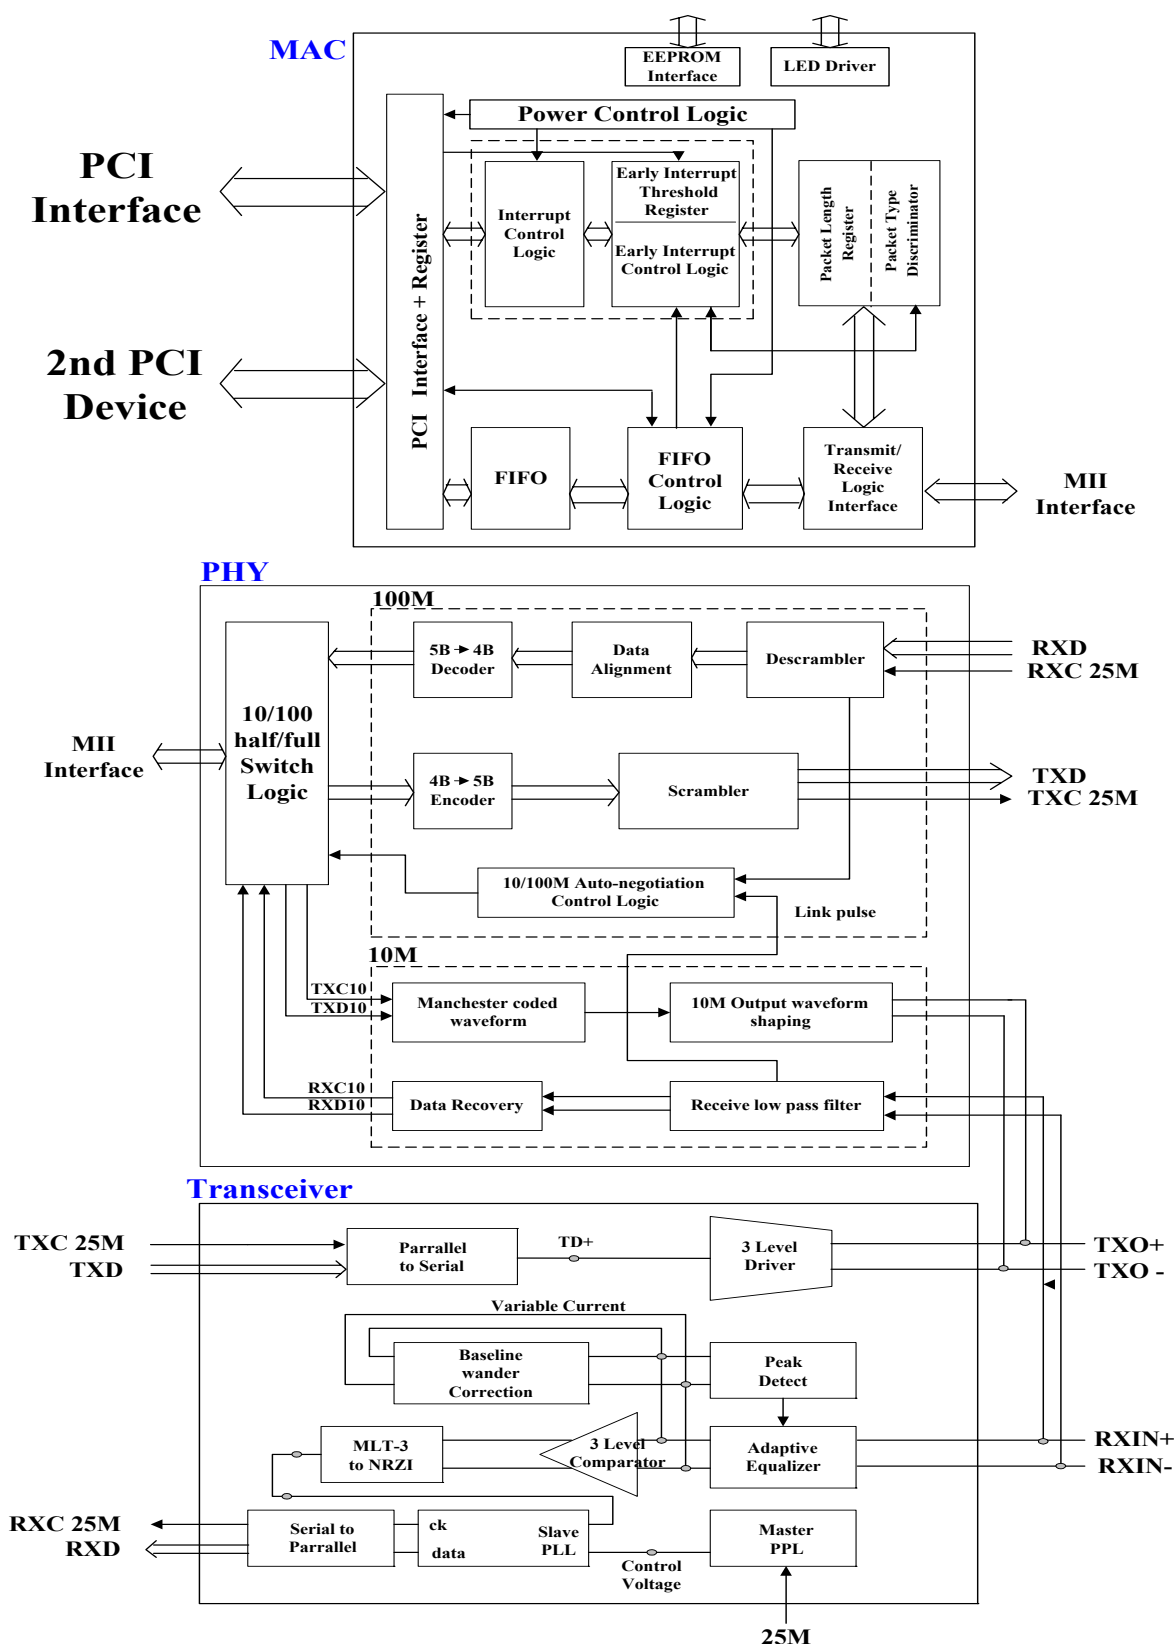 MAC
EEPROM
Interface
LED Driver
Power Control Logic
PCI
Interface
PCI Interface + Register
Interrupt
Control
Logic
Early Interrupt
Threshold
Register
Early Interrupt
Control Logic
Packet Length
Register
Packet Type
Discriminator
2nd PCI
Device
FIFO
FIFO
Control
Logic
Transmit/
Receive
Logic
Interface
MII
Interface
PHY
100M
5B → 4B
Decoder
Data
Alignment
Descrambler
RXD
RXC 25M
10/100
half/full
Switch
Logic
MII
Interface
4B → 5B
Encoder
Scrambler
TXD
TXC 25M
10/100M Auto-negotiation
Control Logic
Link pulse
10M
TXC10
TXD10
Manchester coded
waveform
10M Output waveform
shaping
RXC10
RXD10
Data Recovery
Receive low pass filter
Transceiver
TXC 25M
TXD
Parrallel
to Serial
TD+
3 Level
Driver
TXO+
TXO -
Variable Current
Baseline
wander
Correction
Peak
Detect
MLT-3
to NRZI
3 Level
Comparator
Adaptive
Equalizer
RXIN+
RXIN-
RXC 25M
RXD
Serial to
Parrallel
ck
data
Slave
PLL
Control
Voltage
Master
PPL
25M